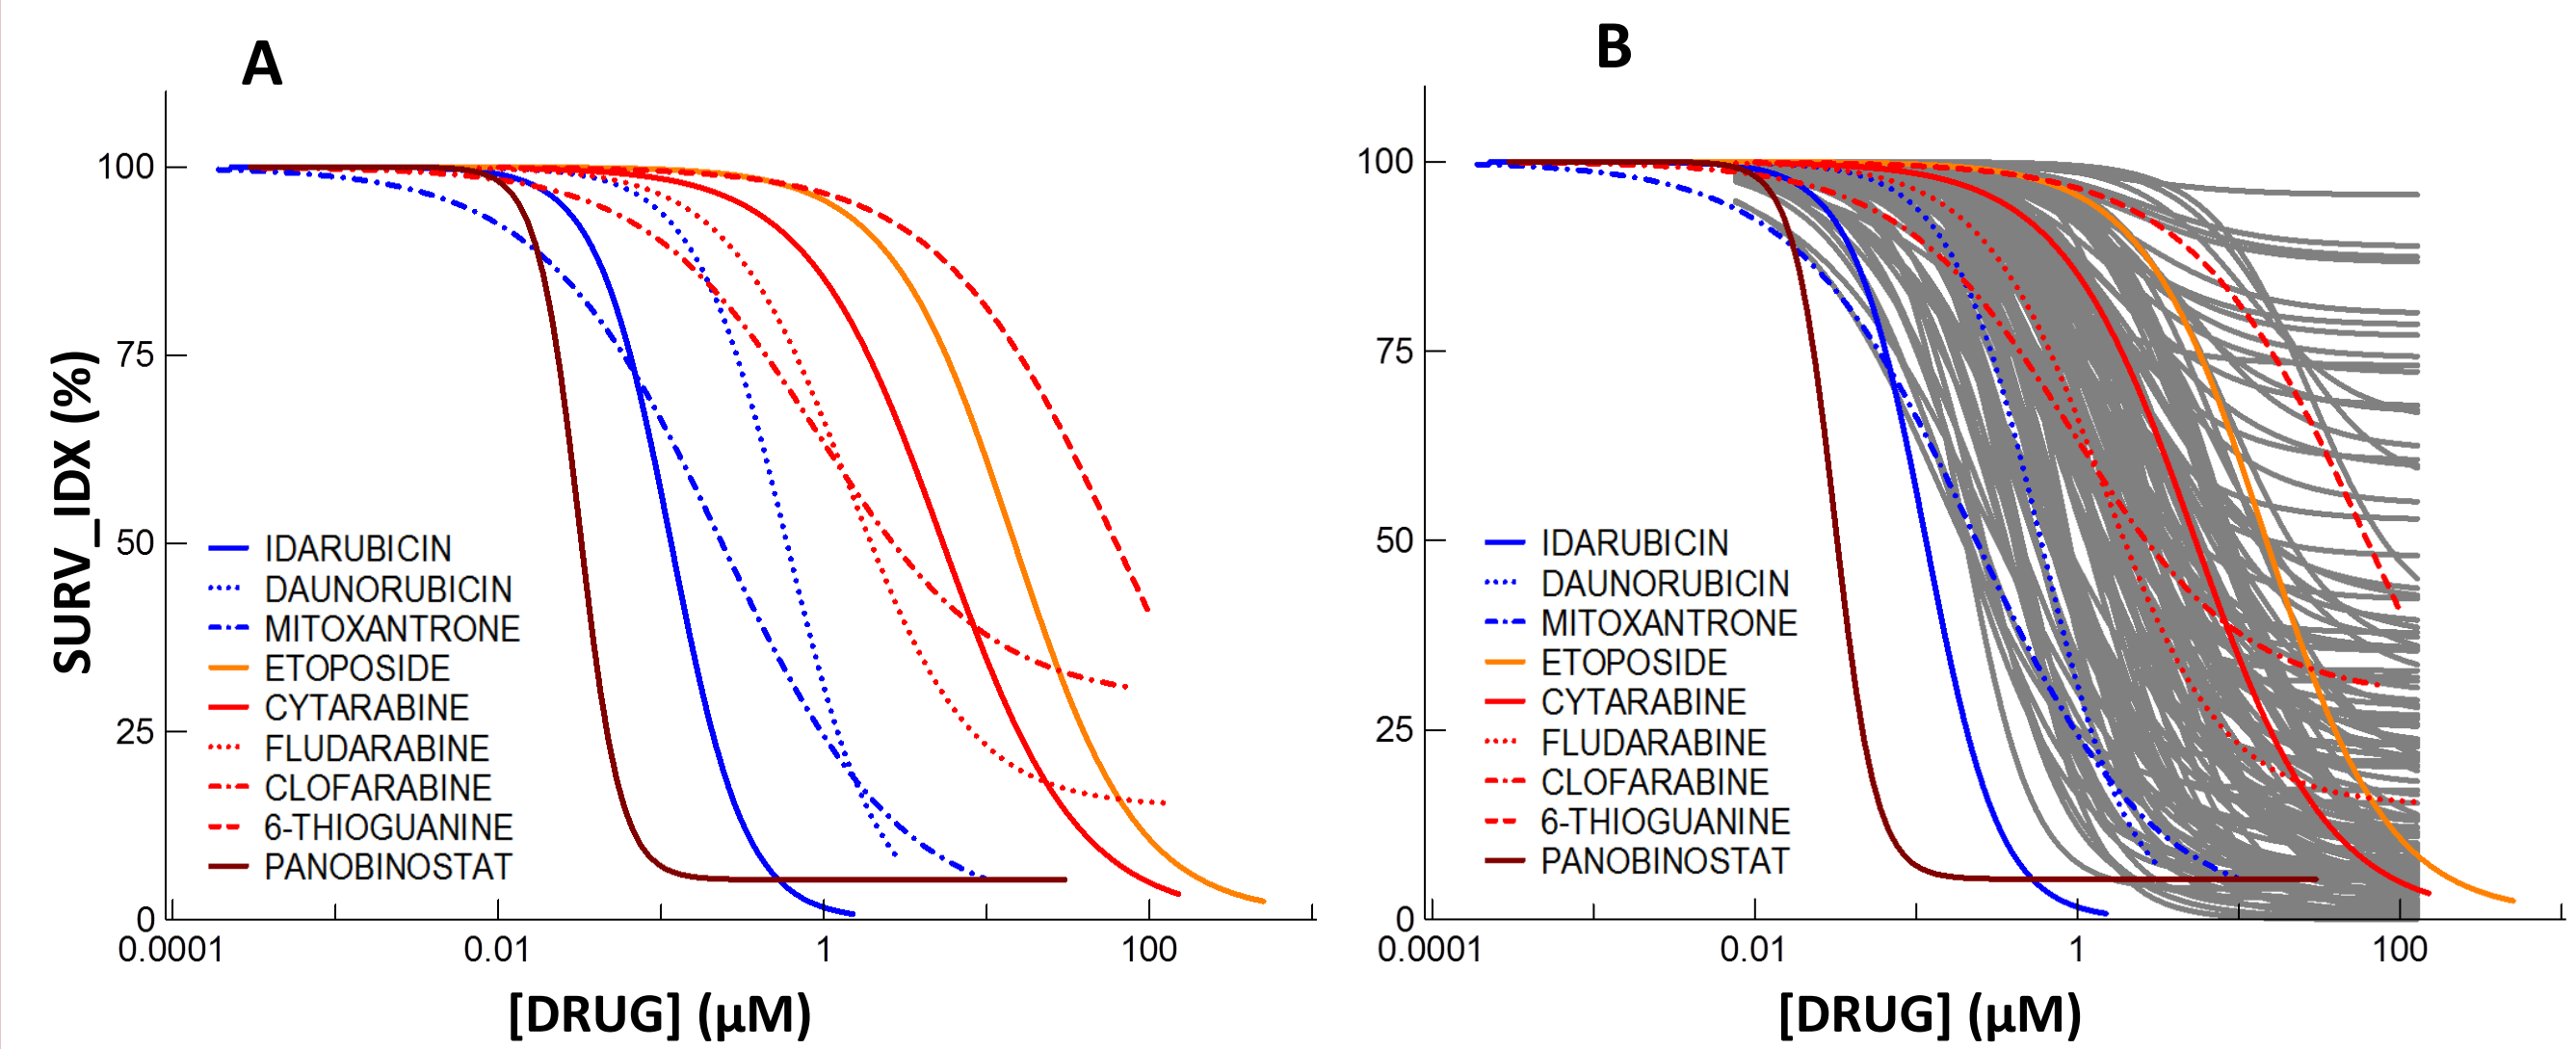 A
SURV_IDX (%)
100
75
50
25
0
IDARUBICIN
DAUNORUBICIN
MITOXANTRONE
ETOPOSIDE
CYTARABINE
FLUDARABINE
CLOFARABINE
6-THIOGUANINE
PANOBINOSTAT
0.0001
0.01
1
100
[DRUG] (µM)
B
100
75
50
25
0
IDARUBICIN
DAUNORUBICIN
MITOXANTRONE
ETOPOSIDE
CYTARABINE
FLUDARABINE
CLOFARABINE
6-THIOGUANINE
PANOBINOSTAT
0.0001
0.01
1
100
[DRUG] (µM)